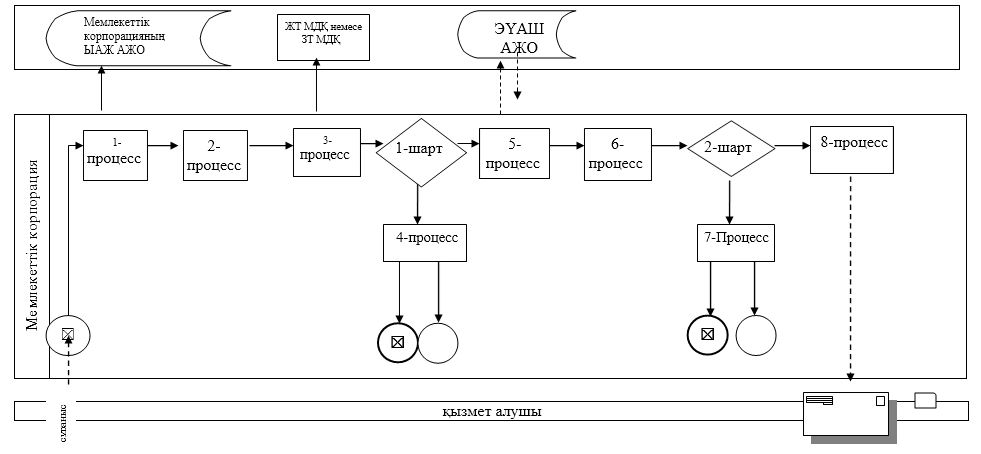 Мемлекеттік
корпорацияның
ЫАЖ АЖО
ЖТ МДҚ немесе
ЗТ МДҚ
ЭҮАШ
АЖО
Мемлекеттік корпорация
1-
процесс
2-
процесс
3-
процесс
1-шарт
5-
процесс
6-
процесс
2-шарт
8-процесс
4-процесс
7-Процесс
сұраныс
қызмет алушы